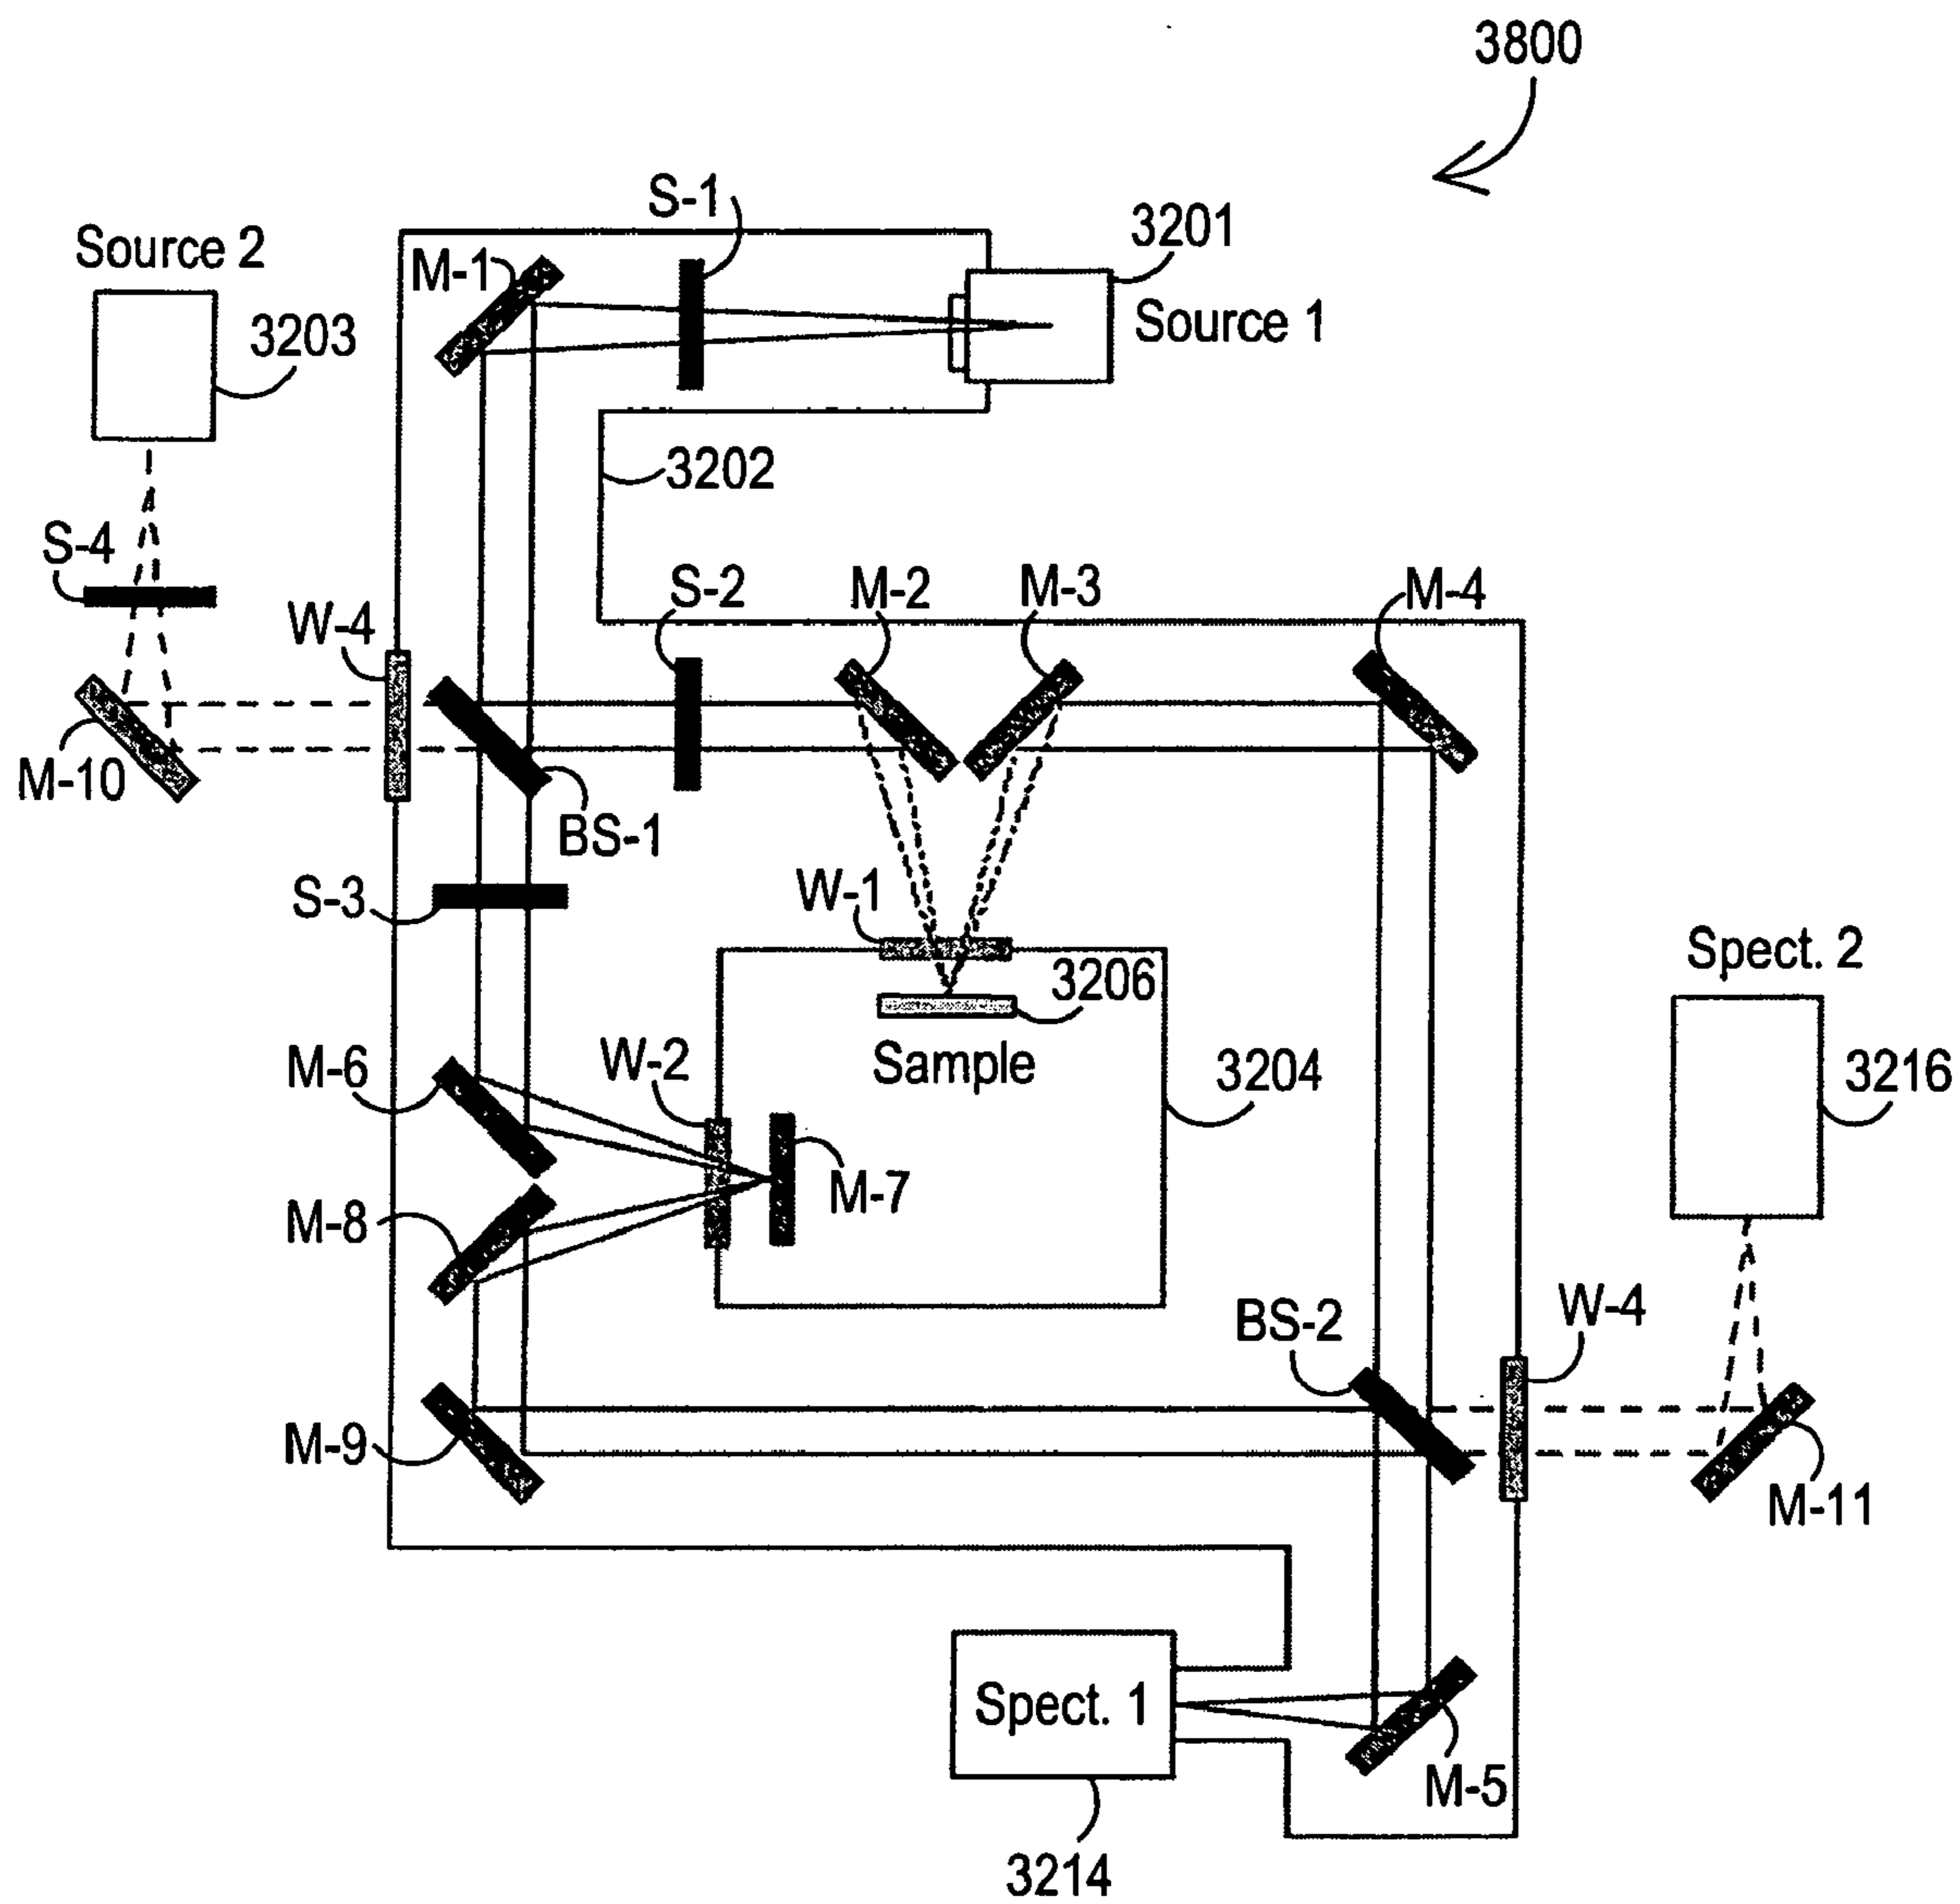 3800
S-1
3201
Source 2
M-1
Source 1
3203
3202
S-4
S-2
M-2
M-3
M-4
W-4
M-10
BS-1
W-1
S-3
Spect. 2
3206
M-6
W-2
Sample
3204
3216
M-7
M-8
BS-2
W-4
M-9
M-11
Spect. 1
M-5
3214